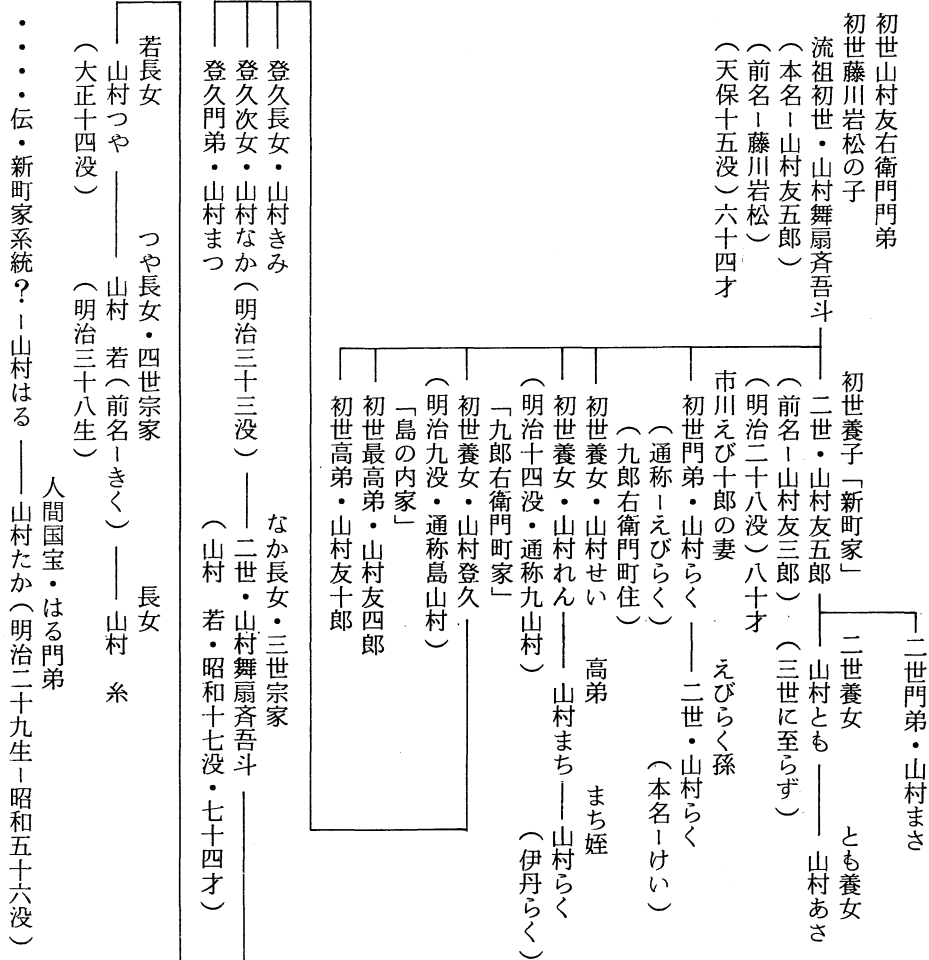 初世山村友右衛門門弟
初世藤川岩松の子
流祖初世・山村舞扇斉吾斗
(本名ー山村友五郎)
(前名ー藤川岩松)
(天保十五没)六十四才
二世門弟・山村まさ
初世養子「新町家」
二世・山村友五郎
(前名ー山村友三郎)
(明治二十八没)八十才
二世養女
山村とも
(三世に至らず)
とも養女
山村あさ
市川えび十郎の妻
初世門弟・山村らく
(通称ーえびらく)
(九郎右衛門町住)
えびらく孫
二世・山村らく
(本名ーけい)
初世養女・山村せい
初世養女・山村れん
(明治十四没・通称九山村)
「九郎右衛門町家」
高弟
山村まち
まち姪
山村らく
(伊丹らく)
初世養女・山村登久
(明治九没・通称島山村)
「島の内家」
初世最高弟・山村友四郎
初世高弟・山村友十郎
登久長女・山村きみ
登久次女・山村なか(明治三十三没)
登久門弟・山村まつ
なか長女・三世宗家
二世・山村舞扇斉吾斗
(山村 若・昭和十七没・七十四才)
若長女
山村つや
(大正十四没)
つや長女・四世宗家
山村 若(前名ーきく)
(明治三十八生)
長女
山村 糸
人間国宝・はる門弟
・・・・伝・新町家系統?ー山村はる
山村たか(明治二十九生ー昭和五十六没)